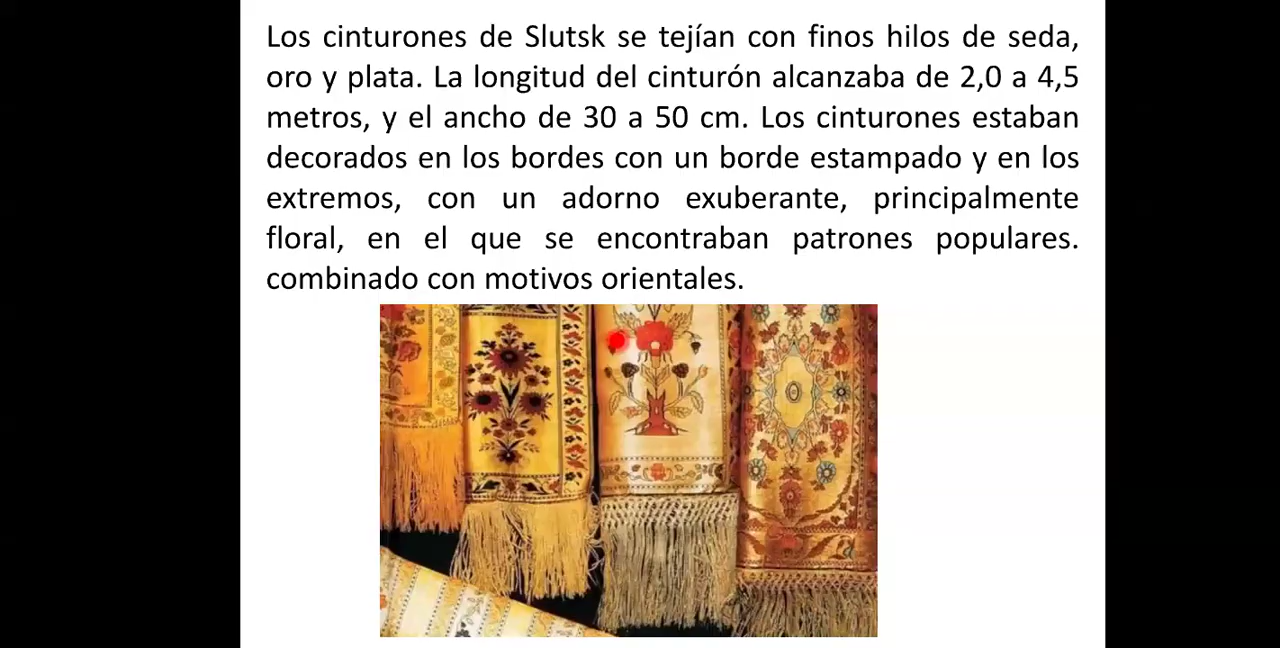 Los cinturones de Slutsk se tejían con finos hilos de seda,
oro y plata. La longitud del cinturón alcanzaba de 2,0 a 4,5
metros, y el ancho de 30 a 50 cm. Los cinturones estaban
decorados en los bordes con un borde estampado y en los
extremos, con un adorno exuberante, principalmente
floral, en el que se encontraban patrones populares.
combinado con motivos orientales.